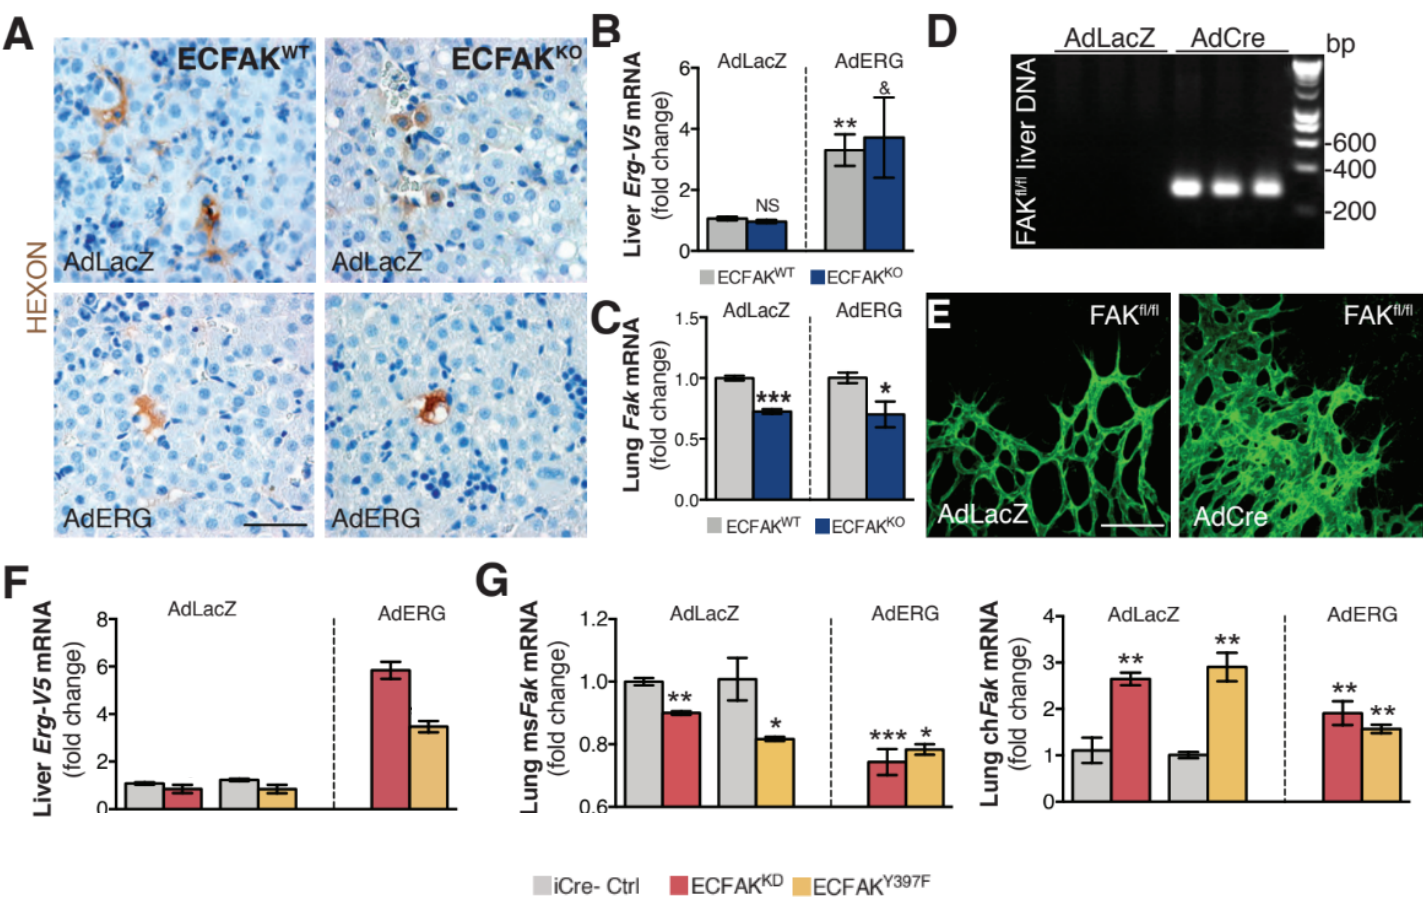 A
ECFAKWT
ECFAKKO
HEXON
AdLacZ
AdLacZ
AdERG
AdERG
B
AdLacZ
AdERG
Liver Erg-V5 mRNA
(fold change)
6
4
2
0
NS
**
&
ECFAKWT
ECFAKKO
C
AdLacZ
AdERG
Lung Fak mRNA
(fold change)
1.5
1.0
0.5
0.0
***
*
ECFAKWT
ECFAKKO
D
AdLacZ
AdCre
bp
FAKfl/fl liver DNA
-600
-400
-200
E
FAKfl/fl
FAKfl/fl
AdLacZ
AdCre
F
AdLacZ
AdERG
Liver Erg-V5 mRNA
(fold change)
8
6
4
2
0
G
AdLacZ
AdERG
Lung msFak mRNA
(fold change)
1.2
1.0
0.8
0.6
**
*
***
*
AdLacZ
AdERG
Lung chFak mRNA
(fold change)
4
3
2
1
0
**
**
**
**
iCre- Ctrl
ECFAKKD
ECFAKY397F